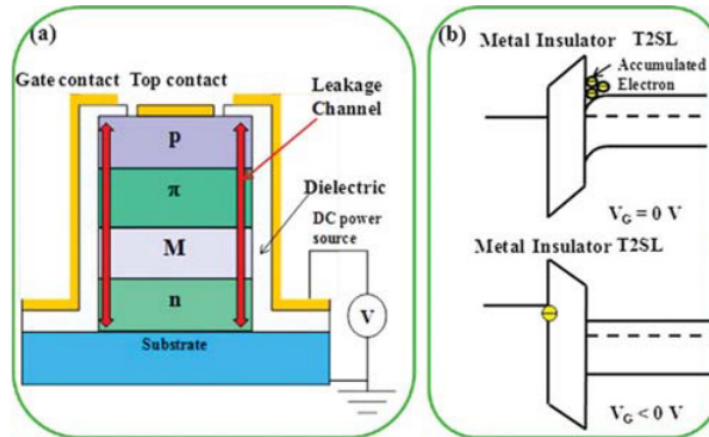 (a)
Gate contact Top contact
Leakage
Channel
p
π
M
n
Dielectric
DC power
source
V
Substrate
(b)
Metal Insulator T2SL
Accumulated
Electron
V_G = 0 V
Metal Insulator T2SL
V_G < 0 V